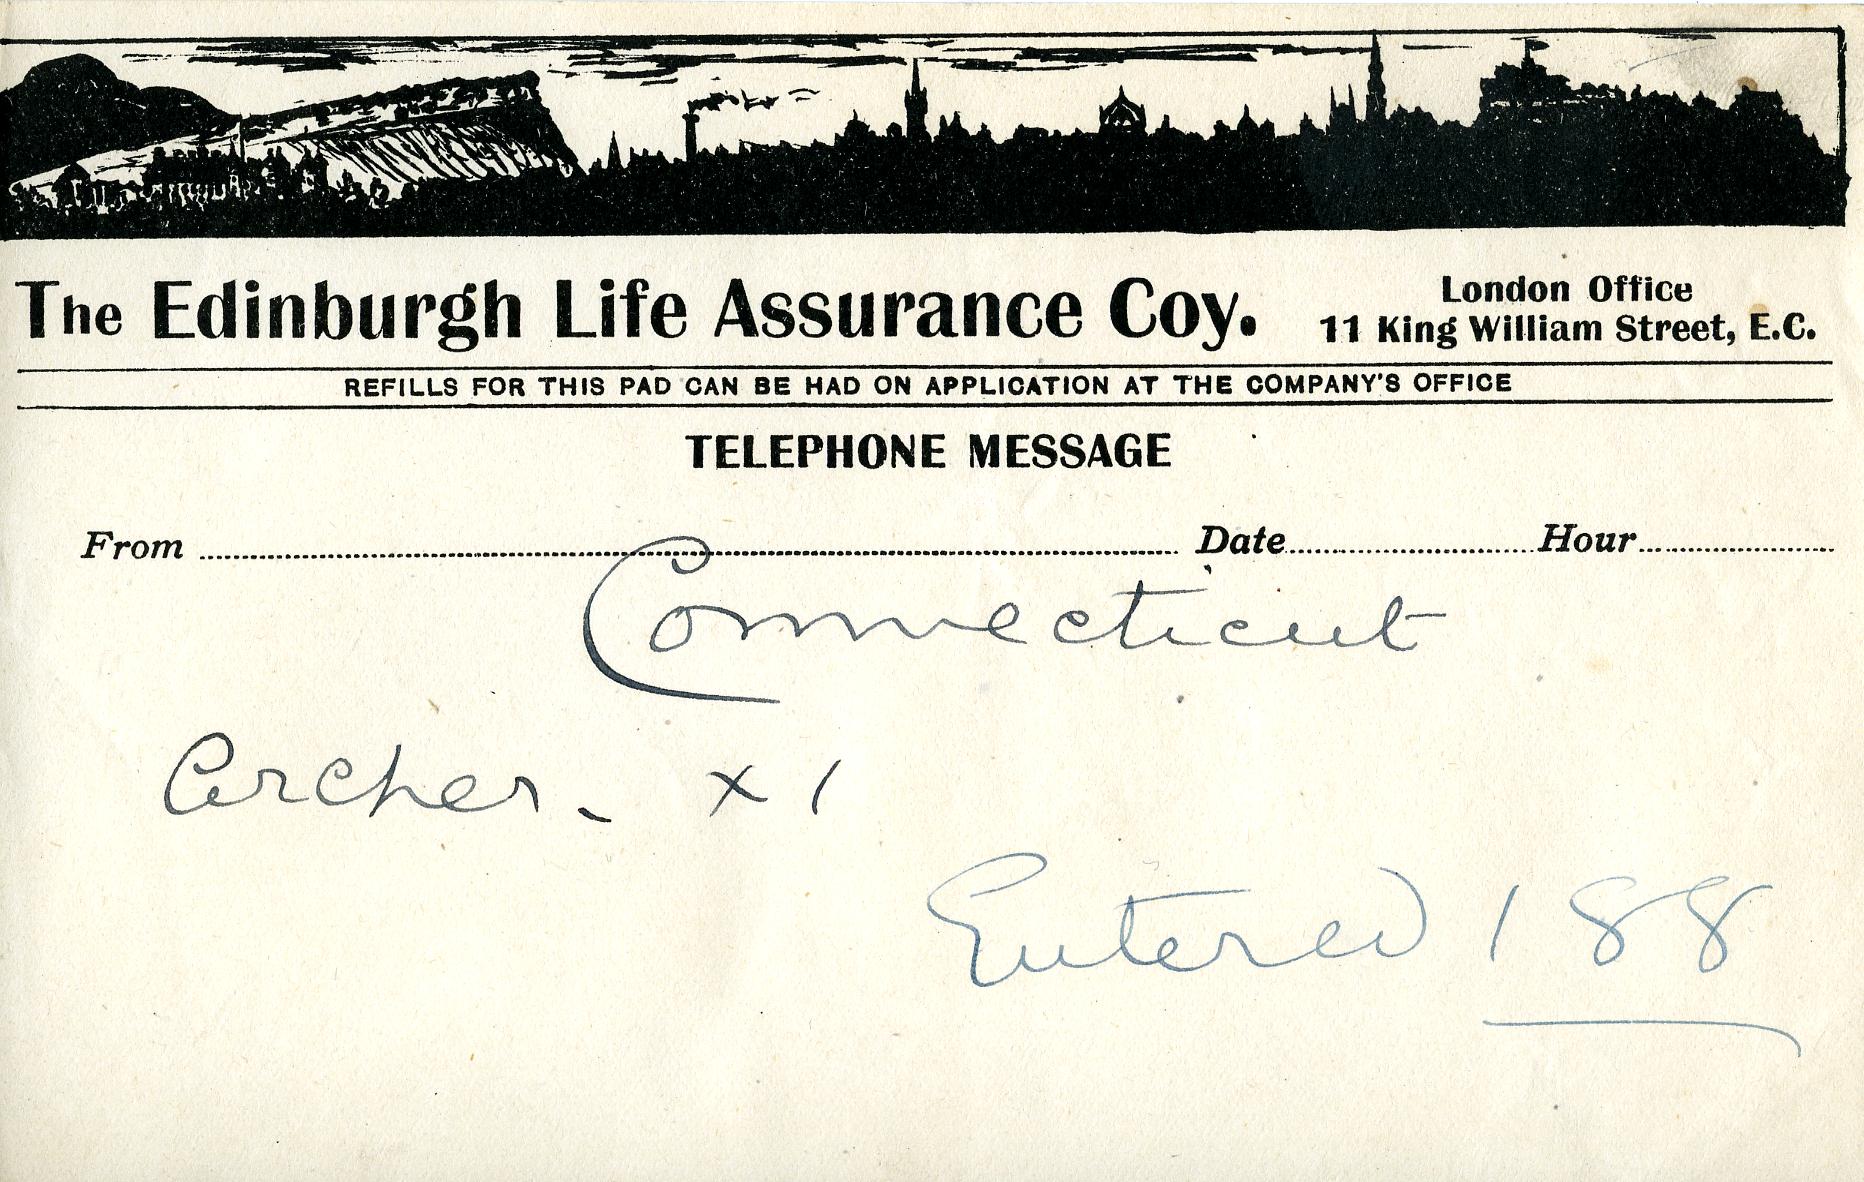 The Edinburgh Life Assurance Coy.
London Office
11 King William Street, E.C.
REFILLS FOR THIS PAD CAN BE HAD ON APPLICATION AT THE COMPANY'S OFFICE
TELEPHONE MESSAGE
From Date Hour
Connecticut
Archer. x 1
Entered 188